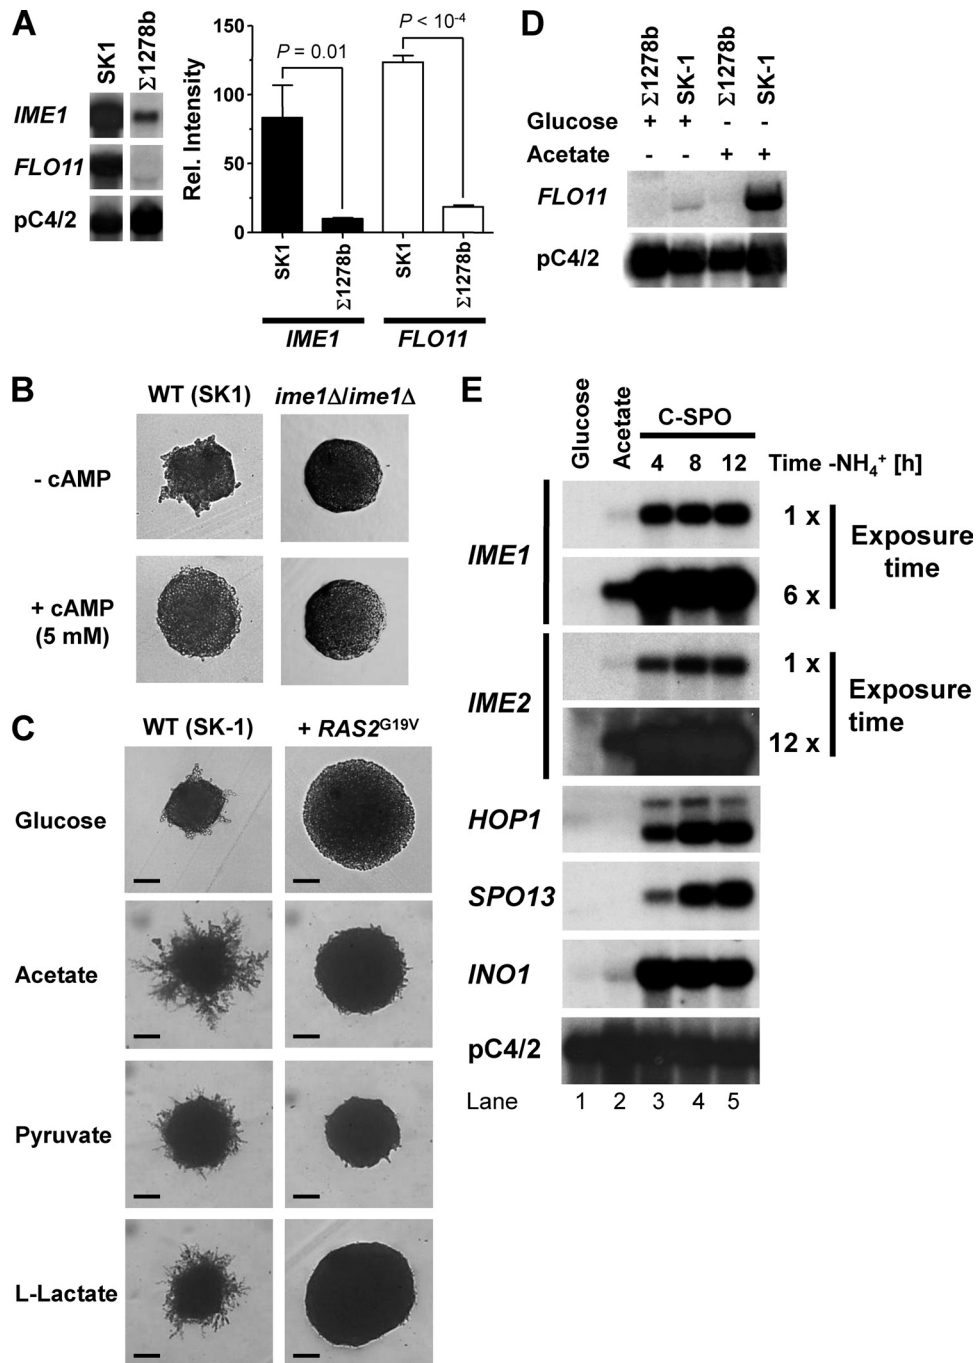 A
SK1
Σ1278b
IME1
FLO11
pC4/2
Rel. Intensity
150
100
50
0
P = 0.01
P < 10-4
SK1
Σ1278b
SK1
Σ1278b
IME1
FLO11
D
Σ1278b
SK-1
Σ1278b
SK-1
Glucose + + - -
Acetate - - + +
FLO11
pC4/2
B
WT (SK1)
ime1Δ/ime1Δ
- cAMP
+ cAMP
(5 mM)
C
WT (SK-1)
+ RAS2G19V
Glucose
Acetate
Pyruvate
L-Lactate
E
Glucose
Acetate
C-SPO
4 8 12 Time -NH4+ [h]
IME1
1 x
6 x
Exposure
time
IME2
1 x
12 x
Exposure
time
HOP1
SPO13
INO1
pC4/2
Lane 1 2 3 4 5